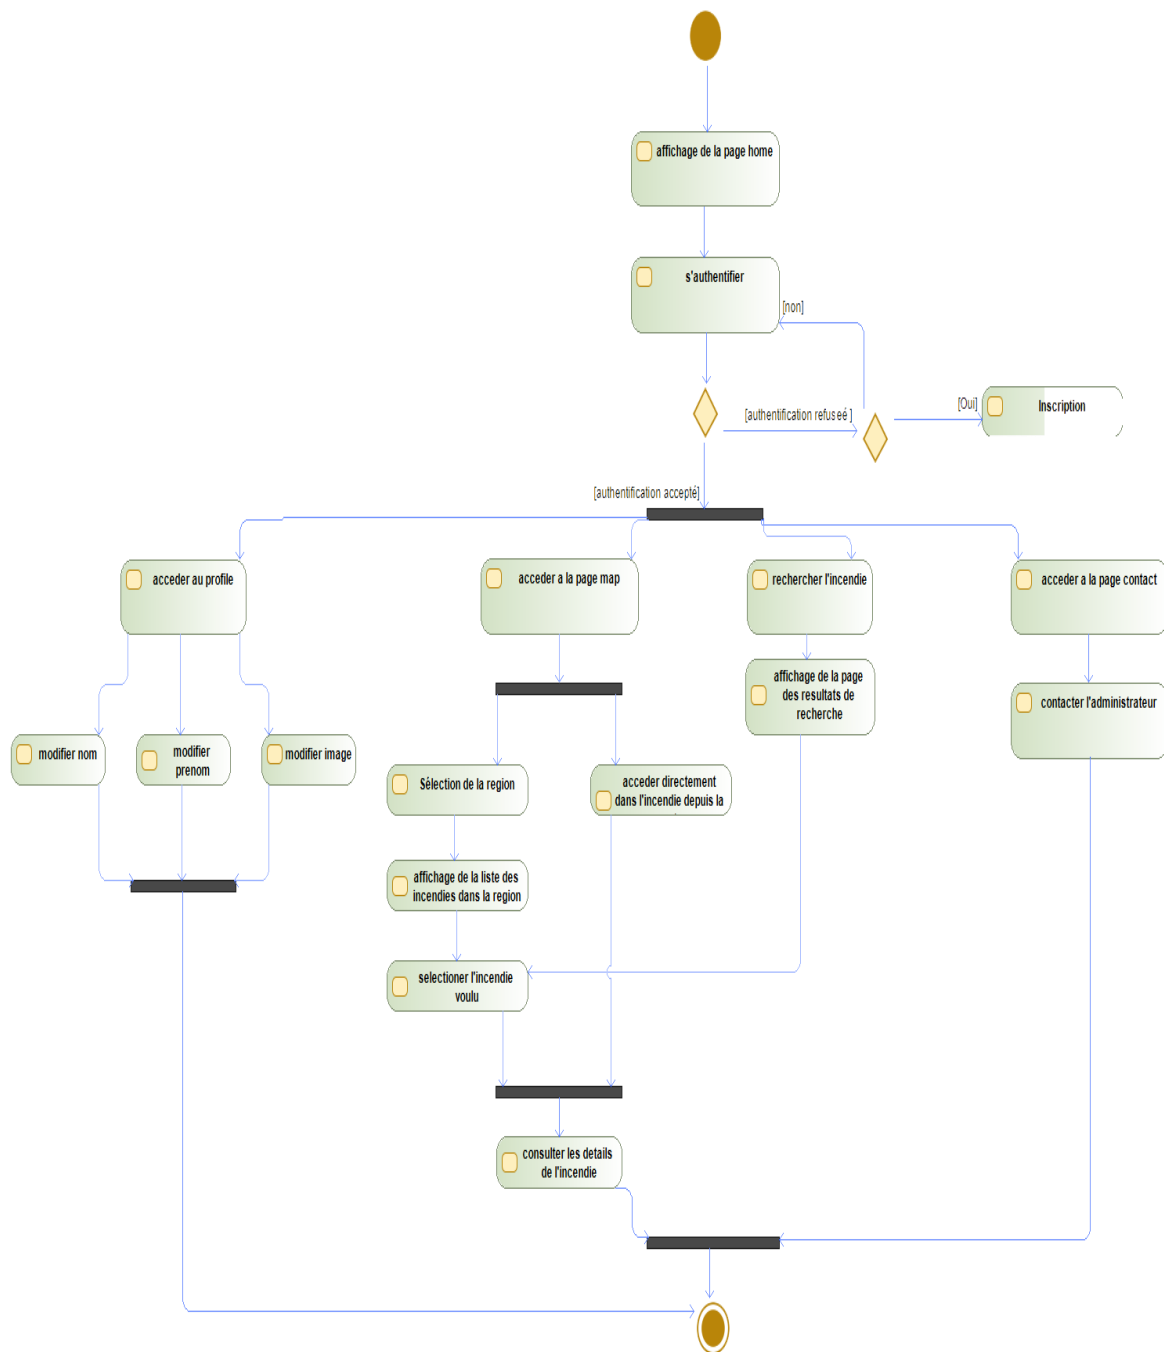 affichage de la page home
s'authentifier
[non]
[authentification refuseé ]
[Oui]
Inscription
[authentification accepté]
acceder au profile
acceder a la page map
rechercher l'incendie
acceder a la page contact
affichage de la page
des resultats de
recherche
contacter l'administrateur
modifier nom
modifier
prenom
modifier image
Sélection de la region
acceder directement
dans l'incendie depuis la
affichage de la liste des
incendies dans la region
selectioner l'incendie
voulu
consulter les details
de l'incendie